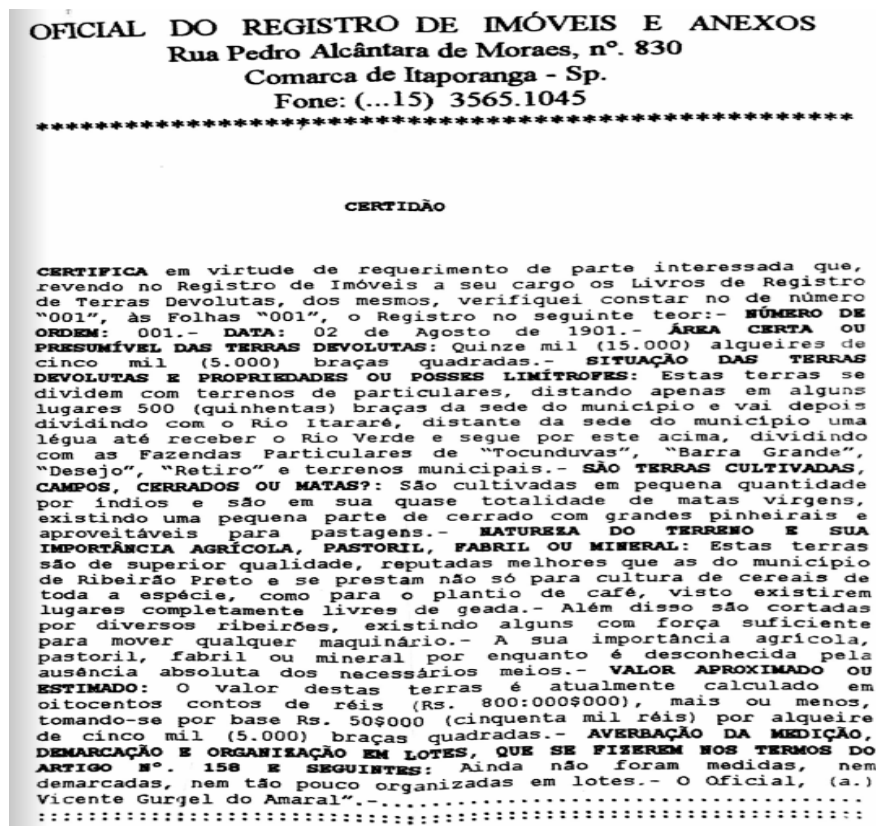 OFICIAL DO REGISTRO DE IMÓVEIS E ANEXOS
Rua Pedro Alcântara de Moraes, nº. 830
Comarca de Itaporanga - Sp.
Fone: (...15) 3565.1045
******************************************************
CERTIDÃO
CERTIFICA em virtude de requerimento de parte interessada que,
revendo no Registro de Imóveis a seu cargo os Livros de Registro
de Terras Devolutas, dos mesmos, verifiquei constar no de número
"001", às Folhas "001", o Registro no seguinte teor:- NÚMERO DE
ORDEM: 001.- DATA: 02 de Agosto de 1901.- ÁREA CERTA OU
PRESUMÍVEL DAS TERRAS DEVOLUTAS: Quinze mil (15.000) alqueires de
cinco mil (5.000) braças quadradas.- SITUAÇÃO DAS TERRAS
DEVOLUTAS E PROPRIEDADES OU POSSES LIMÍTROFES: Estas terras se
dividem com terrenos de particulares, distando apenas em alguns
lugares 500 (quinhentas) braças da sede do município e vai depois
dividindo com o Rio Itararé, distante da sede do município uma
légua até receber o Rio Verde e segue por este acima, dividindo
com as Fazendas Particulares de "Tocunduvas", "Barra Grande",
"Desejo", "Retiro" e terrenos municipais.- SÃO TERRAS CULTIVADAS,
CAMPOS, CERRADOS OU MATAS?: São cultivadas em pequena quantidade
por índios e são em sua quase totalidade de matas virgens,
existindo uma pequena parte de cerrado com grandes pinheirais e
aproveitáveis para pastagens.- NATUREZA DO TERRENO E SUA
IMPORTÂNCIA AGRÍCOLA, PASTORIL, FABRIL OU MINERAL: Estas terras
são de superior qualidade, reputadas melhores que as do município
de Ribeirão Preto e se prestam não só para cultura de cereais de
toda a espécie, como para o plantio de café, visto existirem
lugares completamente livres de geada.- Além disso são cortadas
por diversos ribeirões, existindo alguns com força suficiente
para mover qualquer maquinário.- A sua importância agrícola,
pastoril, fabril ou mineral por enquanto é desconhecida pela
ausência absoluta dos necessários meios.- VALOR APROXIMADO OU
ESTIMADO: O valor destas terras é atualmente calculado em
oitocentos contos de réis (Rs. 800:000$000), mais ou menos,
tomando-se por base Rs. 50$000 (cinquenta mil réis) por alqueire
de cinco mil (5.000) braças quadradas.- AVERBAÇÃO DA MEDIÇÃO,
DEMARCAÇÃO E ORGANIZAÇÃO EM LOTES, QUE SE FIZEREM NOS TERMOS DO
ARTIGO Nº. 158 E SEGUINTES: Ainda não foram medidas, nem
demarcadas, nem tão pouco organizadas em lotes.- O Oficial, (a.)
Vicente Gurgel do Amaral".-.....................................
::::::::::::::::::::::::::::::::::::::::::::::::::::::::::::::::